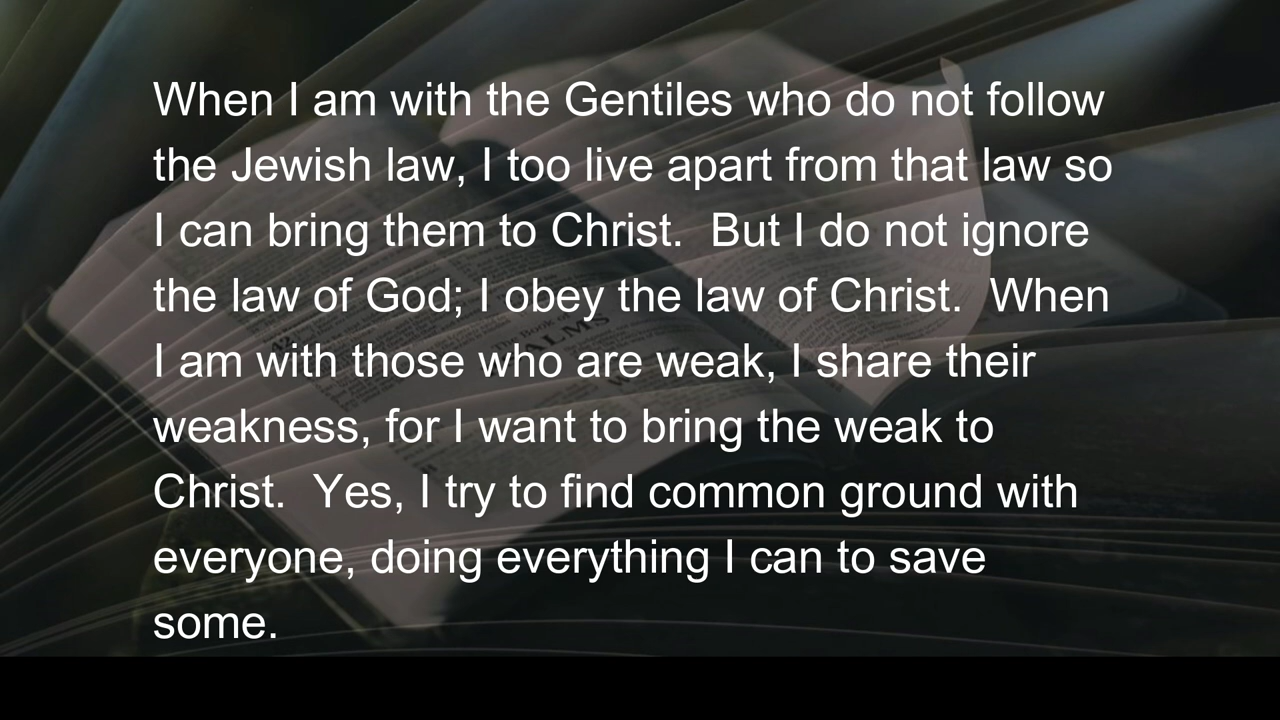 When I am with the Gentiles who do not follow
the Jewish law, I too live apart from that law so
I can bring them to Christ.  But I do not ignore
the law of God; I obey the law of Christ.  When
I am with those who are weak, I share their
weakness, for I want to bring the weak to
Christ.  Yes, I try to find common ground with
everyone, doing everything I can to save
some.
The Book
PSALMS